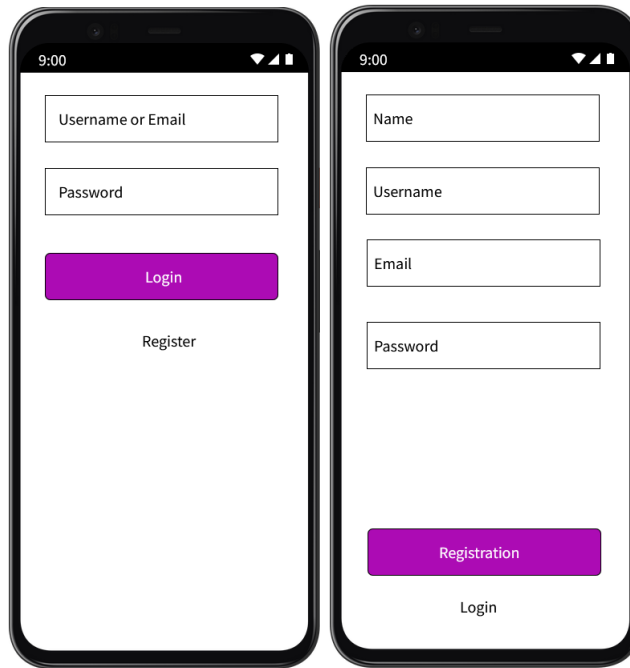 9:00
Username or Email
Password
Login
Register
9:00
Name
Username
Email
Password
Registration
Login